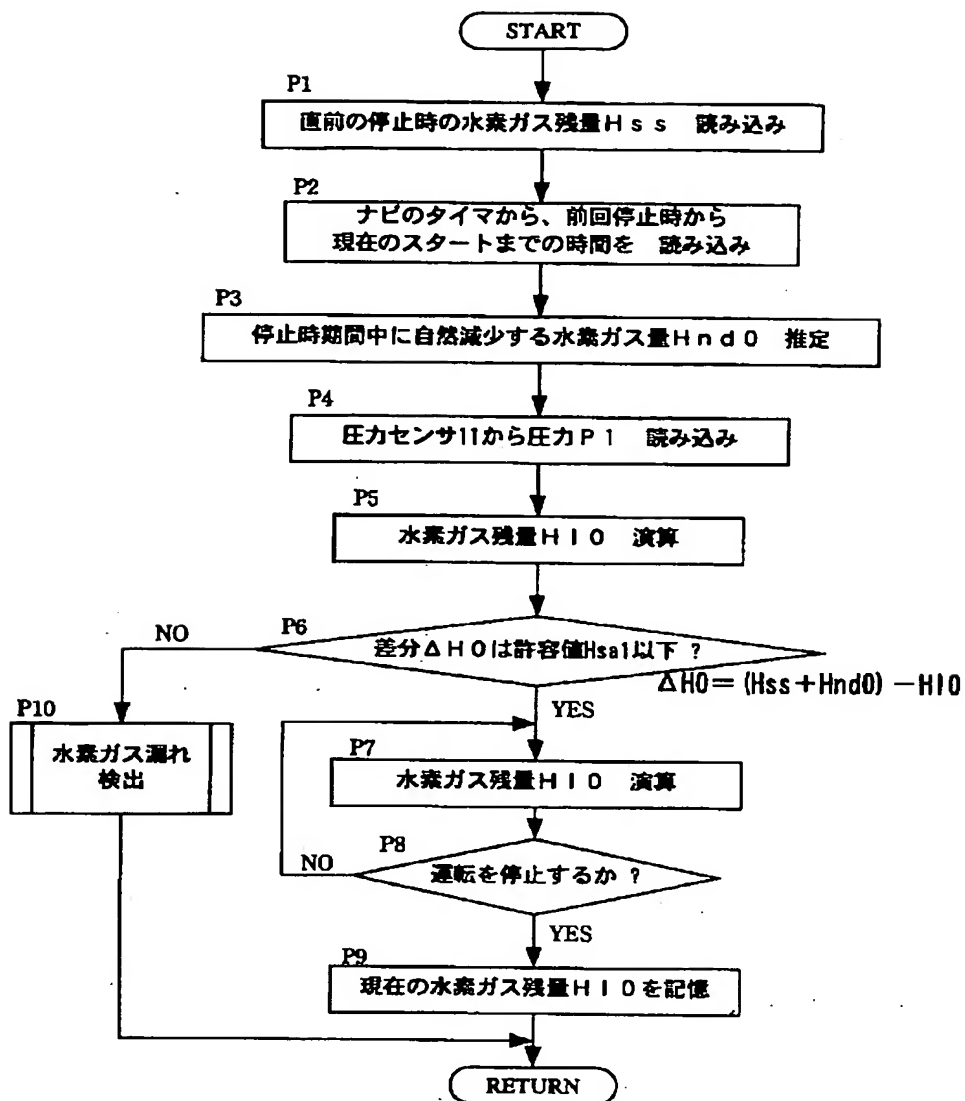 START
P1
直前の停止時の水素ガス残量Hss 読み込み
P2
ナビのタイマから、前回停止時から
現在のスタートまでの時間を 読み込み
P3
停止時期間中に自然減少する水素ガス量Hnd0 推定
P4
圧力センサ11から圧力P1 読み込み
P5
水素ガス残量Hl0 演算
P6
NO
差分ΔH0は許容値Hsa1以下?
ΔH0=(Hss+Hnd0)-Hl0
YES
P10
水素ガス漏れ
検出
P7
水素ガス残量Hl0 演算
P8
NO
運転を停止するか?
YES
P9
現在の水素ガス残量Hl0を記憶
RETURN